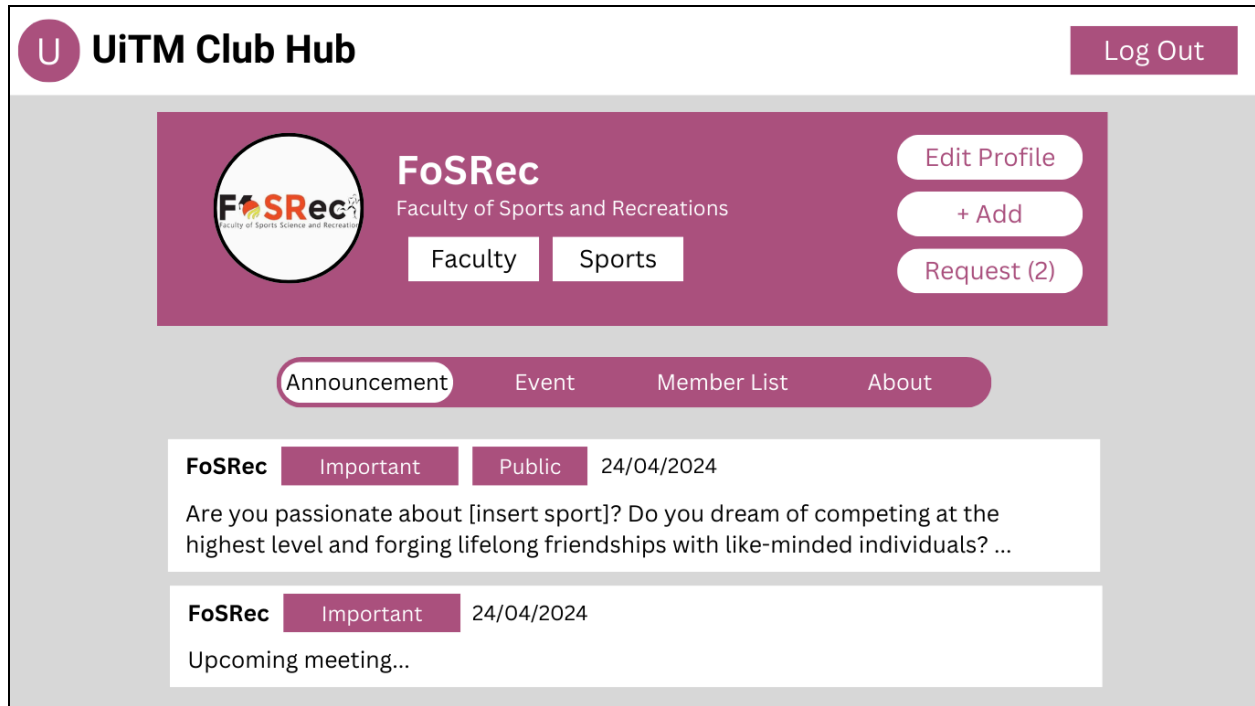 U UiTM Club Hub
Log Out
FoSRec
Faculty of Sports Science and Recreation
FoSRec
Faculty of Sports and Recreations
Faculty Sports
Edit Profile
+ Add
Request (2)
Announcement Event Member List About
FoSRec Important Public 24/04/2024
Are you passionate about [insert sport]? Do you dream of competing at the
highest level and forging lifelong friendships with like-minded individuals? ...
FoSRec Important 24/04/2024
Upcoming meeting...